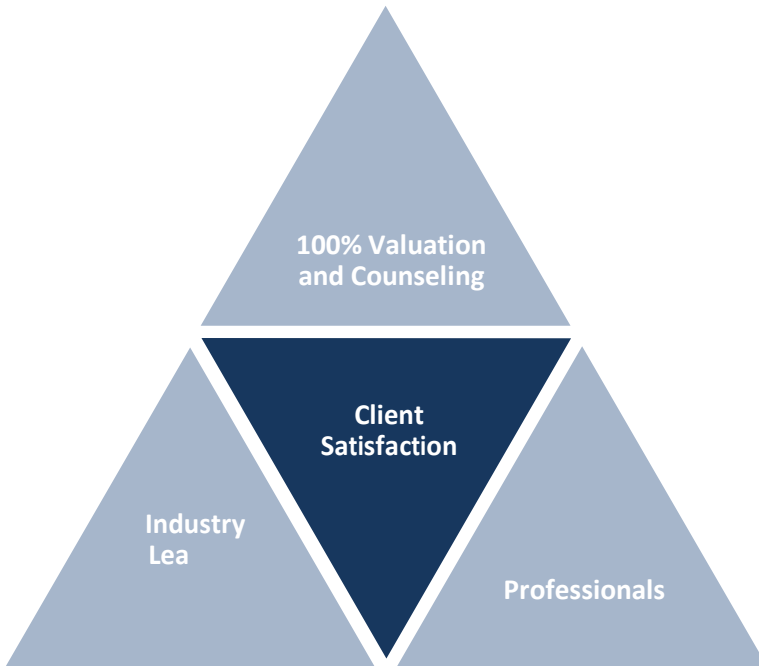 100% Valuation
and Counseling
Client
Satisfaction
Industry
Lea
Professionals